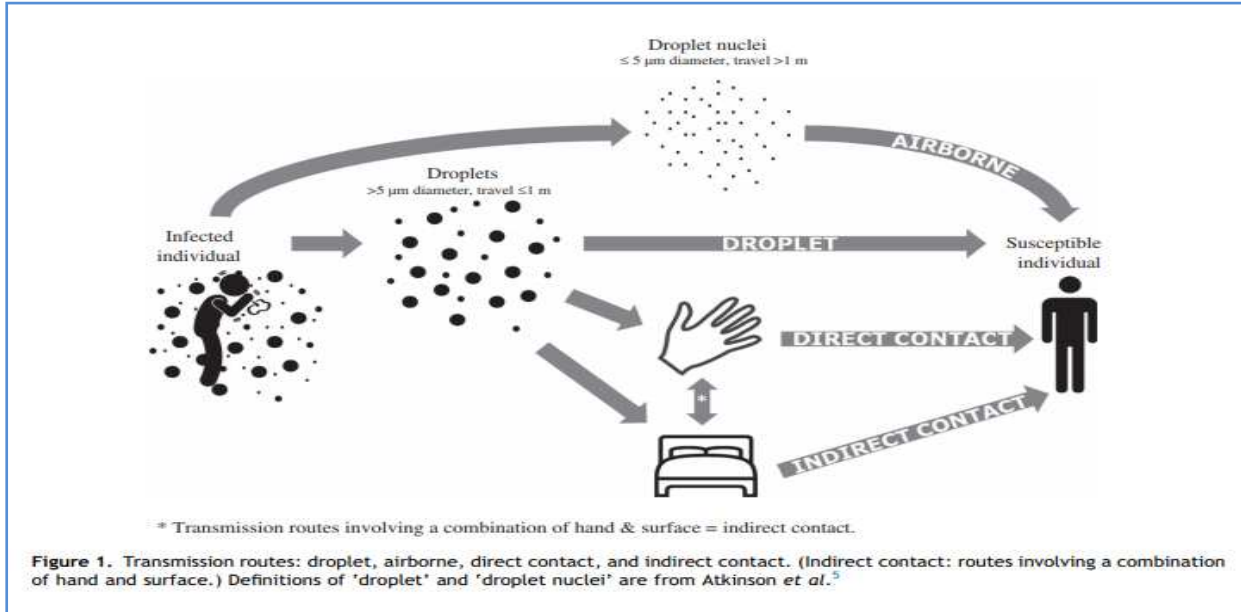 Droplet nuclei
≤ 5 μm diameter, travel >1 m
AIRBORNE
Droplets
>5 μm diameter, travel ≤1 m
Infected
individual
DROPLET
Susceptible
individual
DIRECT CONTACT
*
INDIRECT CONTACT
* Transmission routes involving a combination of hand & surface = indirect contact.
Figure 1. Transmission routes: droplet, airborne, direct contact, and indirect contact. (Indirect contact: routes involving a combination
of hand and surface.) Definitions of ‘droplet’ and ‘droplet nuclei’ are from Atkinson et al.5